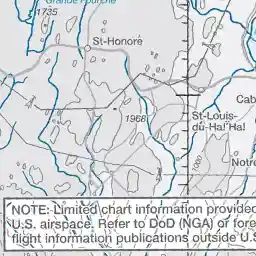 Grande Fourche
1735
St-Honoré
Cab
St-Louis-
du-Ha! Ha!
1968
1000
Notre
NOTE: Limited chart information provided
U.S. airspace. Refer to DoD (NGA) or fore
flight information publications outside U.S